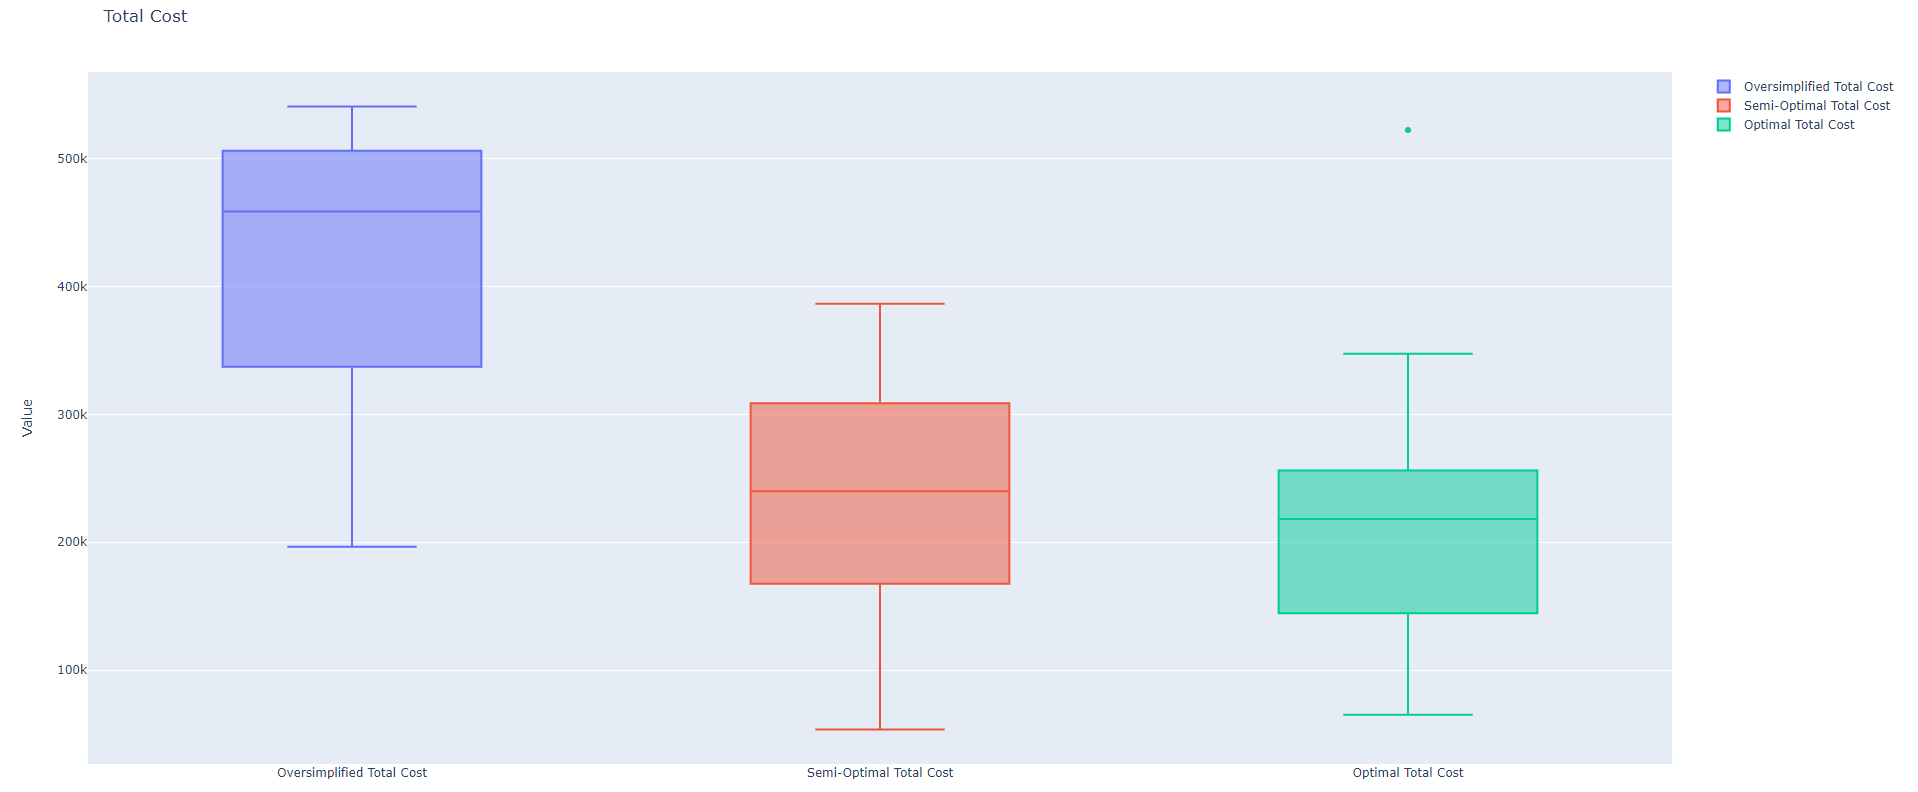 Total Cost
Oversimplified Total Cost
Semi-Optimal Total Cost
Optimal Total Cost
500k
400k
300k
200k
100k
Value
Oversimplified Total Cost
Semi-Optimal Total Cost
Optimal Total Cost